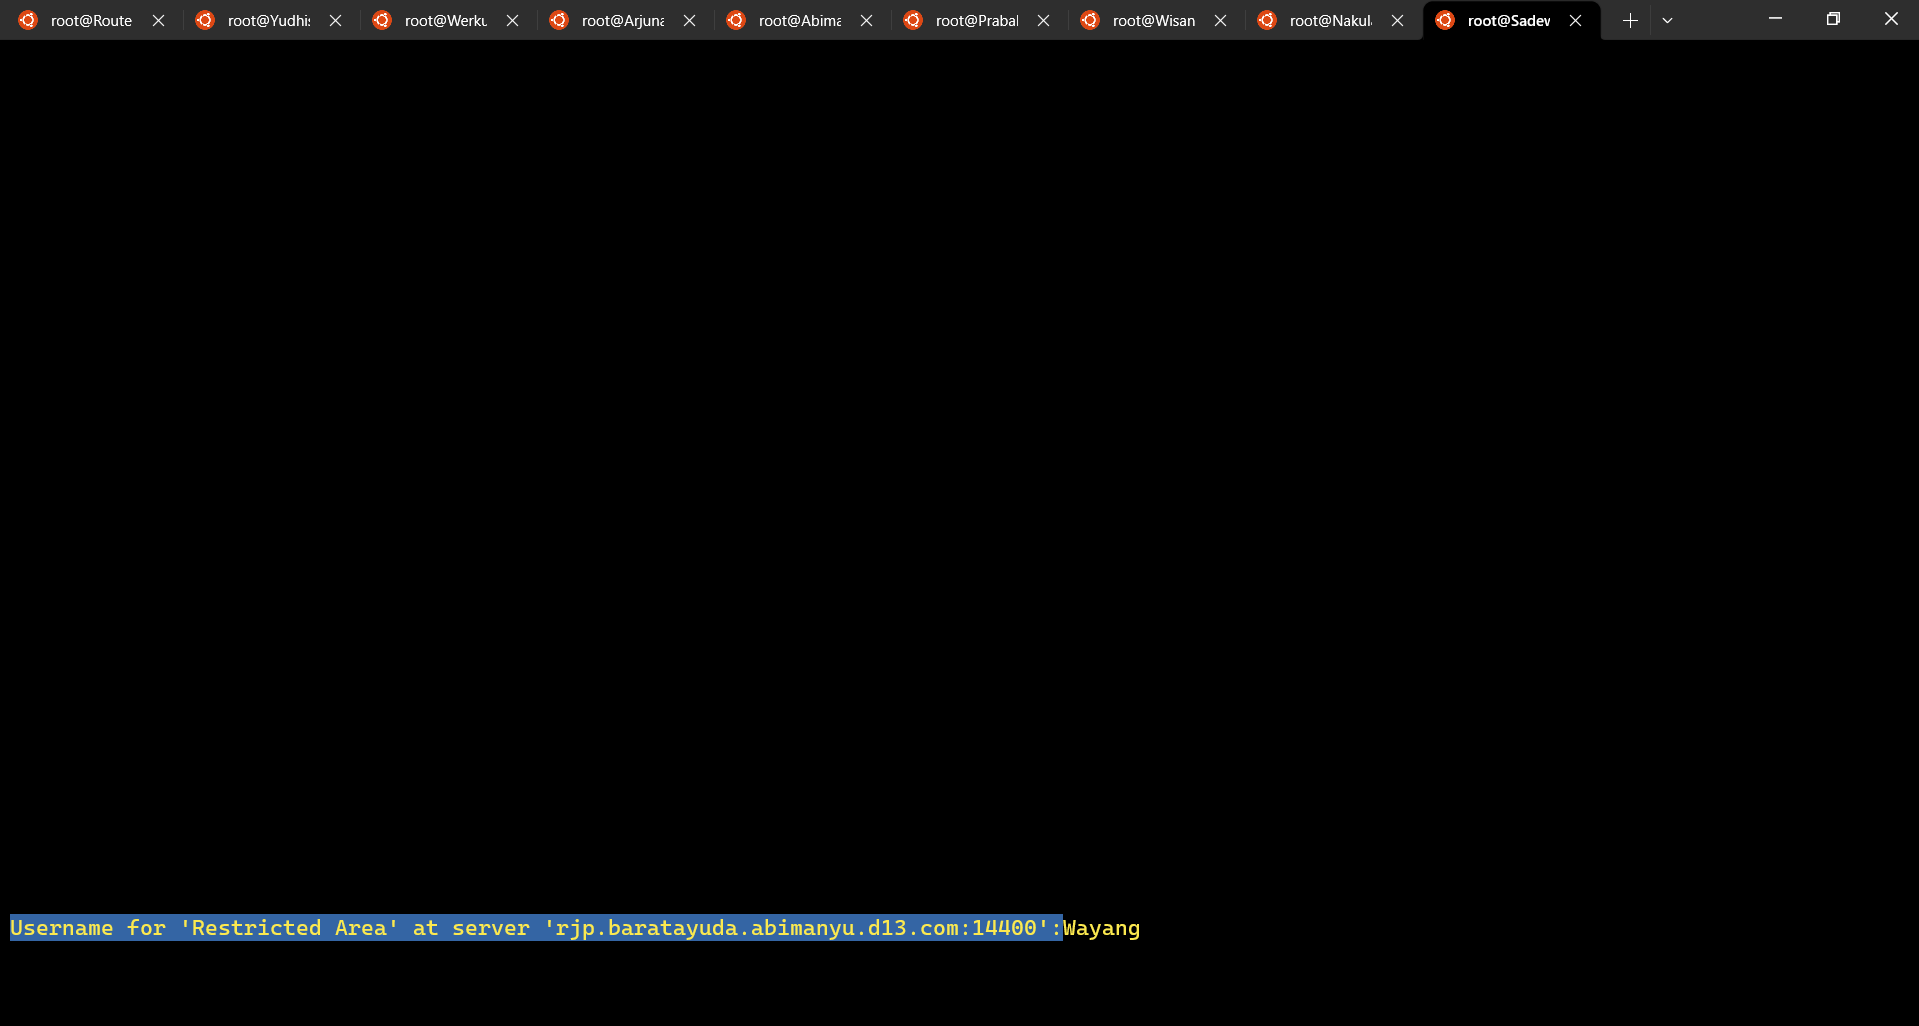 root@Route root@Yudhis root@Werku root@Arjuna root@Abima root@Prabal root@Wisan root@Nakul root@Sadew
Username for 'Restricted Area' at server 'rjp.baratayuda.abimanyu.d13.com:14400':Wayang